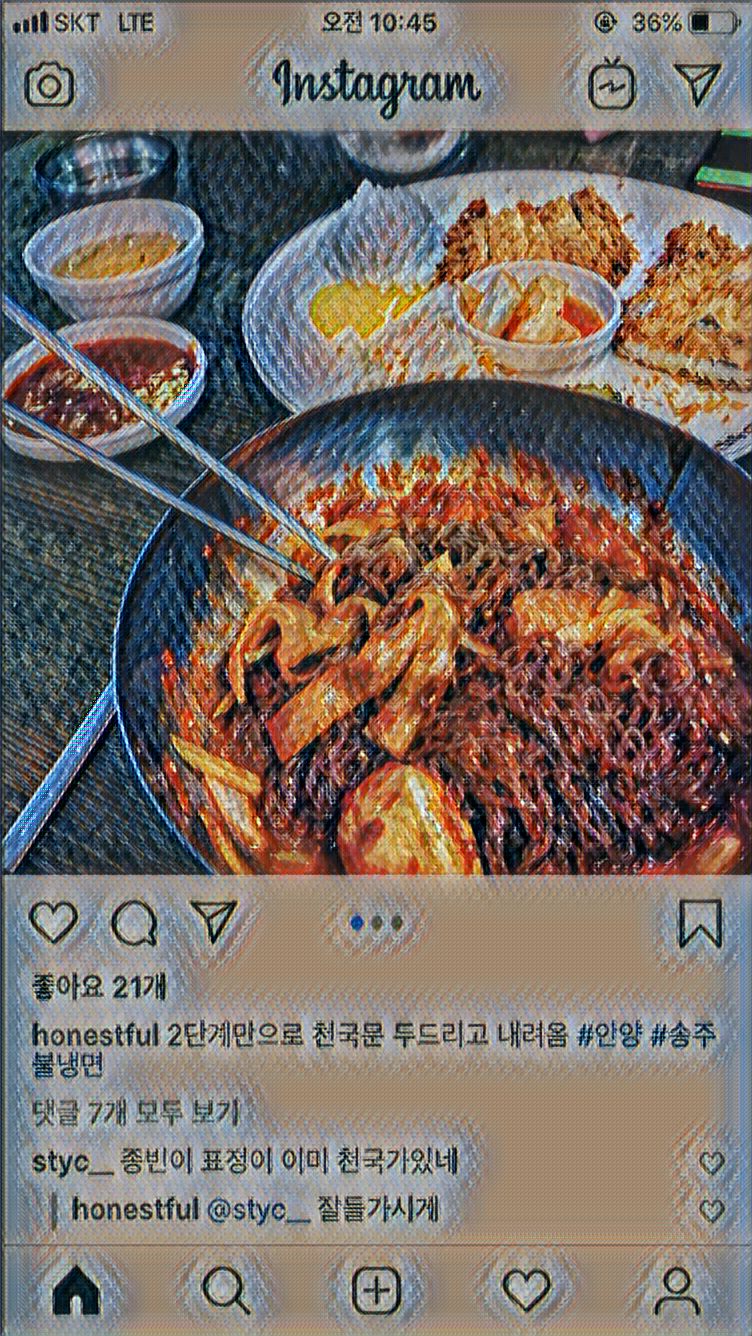 SKT LTE 오전 10:45 36%
Instagram
좋아요 21개
honestful 2단계만으로 천국문 두드리고 내려옴 #안양 #송주
불냉면
댓글 7개 모두 보기
styc__ 종빈이 표정이 이미 천국가있네
honestful @styc__ 잘들가시게